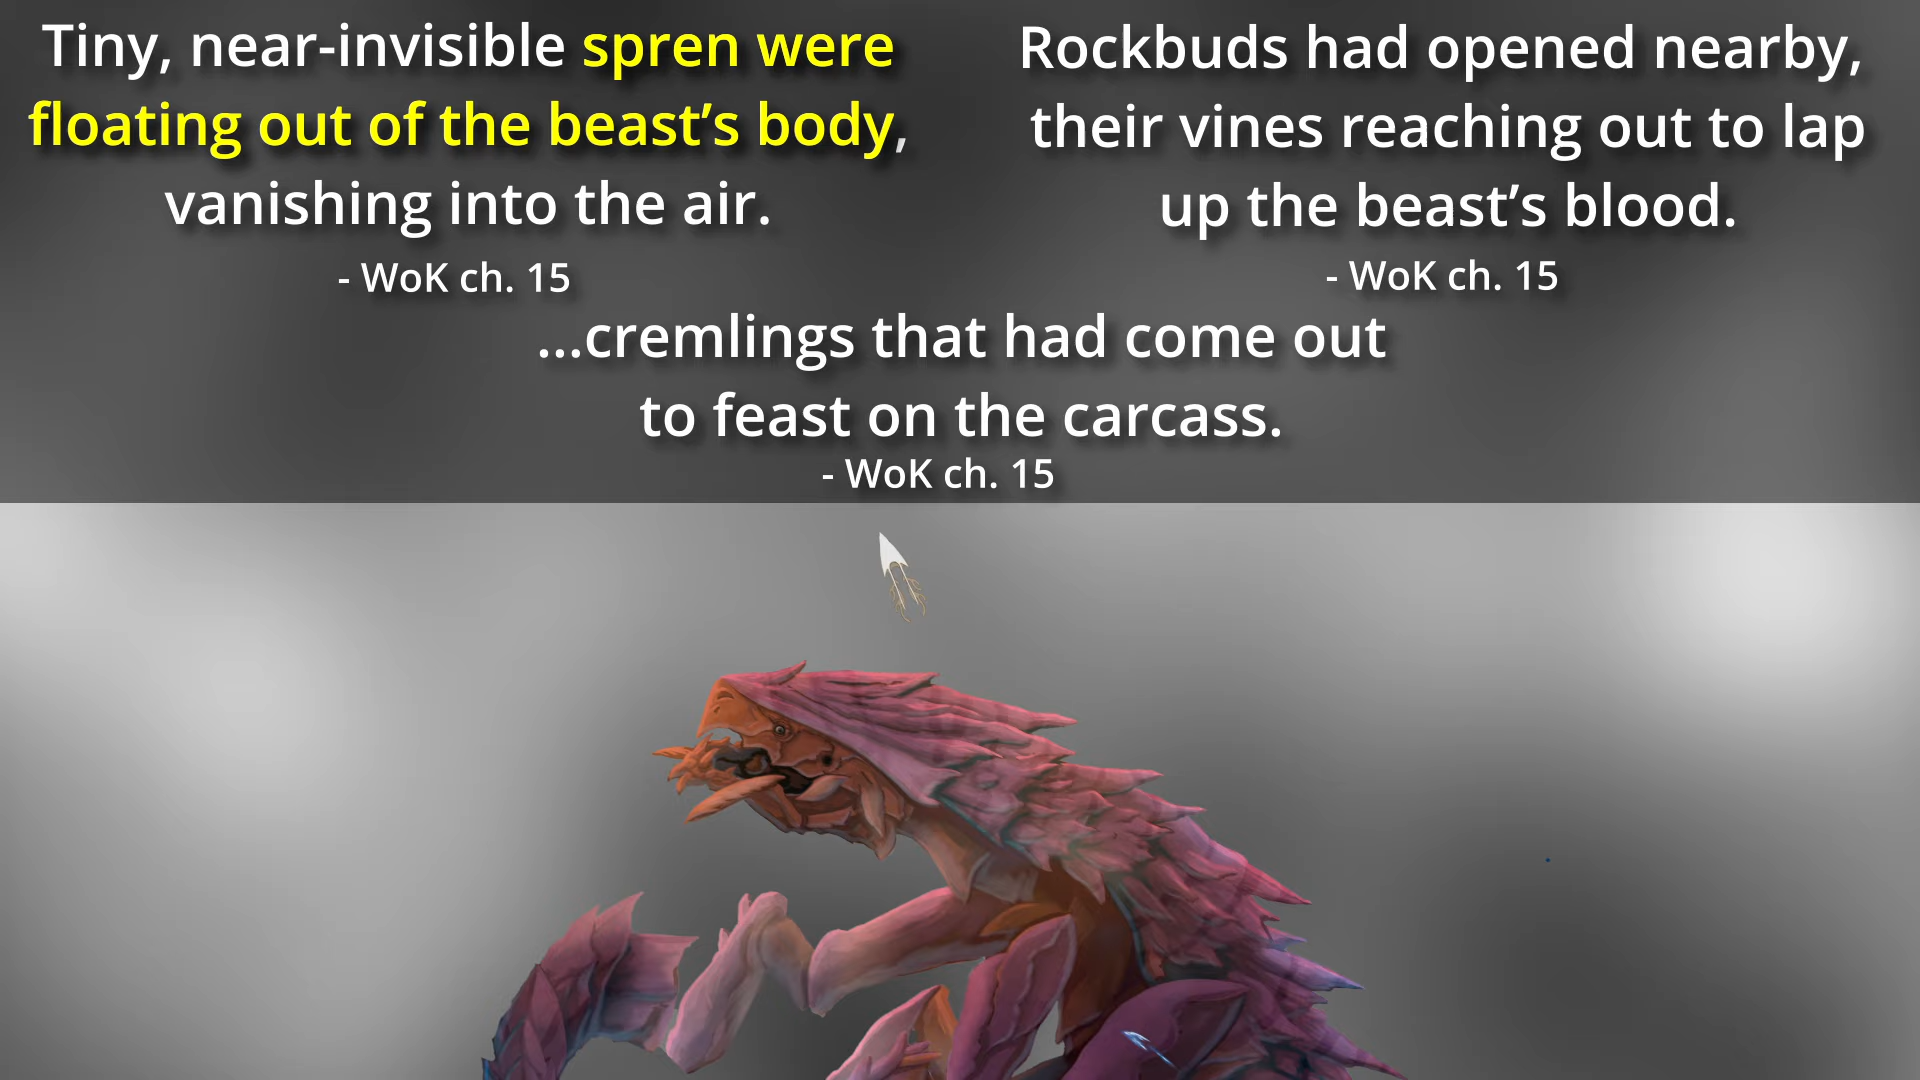 Tiny, near-invisible spren were
floating out of the beast’s body,
vanishing into the air.
- WoK ch. 15
Rockbuds had opened nearby,
their vines reaching out to lap
up the beast’s blood.
- WoK ch. 15
...cremlings that had come out
to feast on the carcass.
- WoK ch. 15